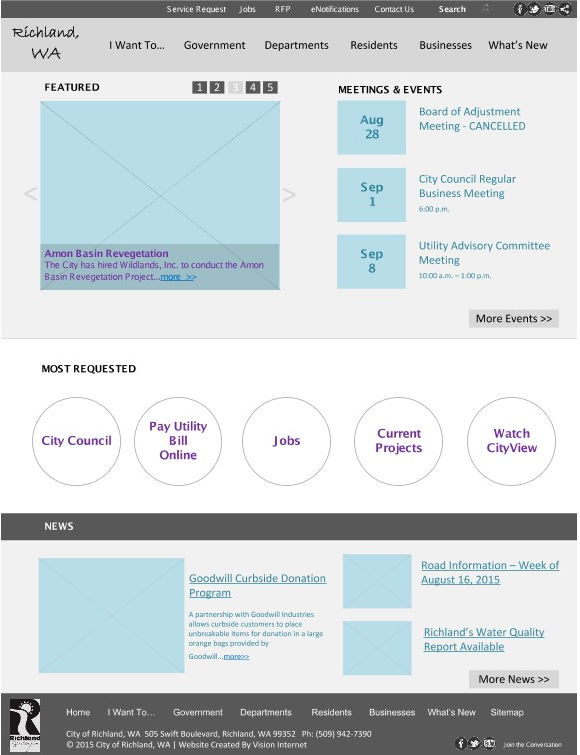 Service Request Jobs RFP eNotifications Contact Us Search
Richland,
WA
I Want To... Government Departments Residents Businesses What's New
FEATURED
1 2 3 4 5
Amon Basin Revegetation
The City has hired Wildlands, Inc. to conduct the Amon
Basin Revegetation Project...more >>
< >
MEETINGS & EVENTS
Aug
28
Board of Adjustment
Meeting - CANCELLED
Sep
1
City Council Regular
Business Meeting
6:00 p.m.
Sep
8
Utility Advisory Committee
Meeting
10:00 a.m. – 1:00 p.m.
More Events >>
MOST REQUESTED
City Council
Pay Utility
Bill
Online
Jobs
Current
Projects
Watch
CityView
NEWS
Goodwill Curbside Donation
Program
A partnership with Goodwill Industries
allows curbside customers to place
unbreakable items for donation in a large
orange bags provided by
Goodwill...more>>
Road Information – Week of
August 16, 2015
Richland's Water Quality
Report Available
More News >>
Richland
Home I Want To... Government Departments Residents Businesses What's New Sitemap
City of Richland, WA 505 Swift Boulevard, Richland, WA 99352 Ph: (509) 942-7390
© 2015 City of Richland, WA | Website Created By Vision Internet
Join the Conversation